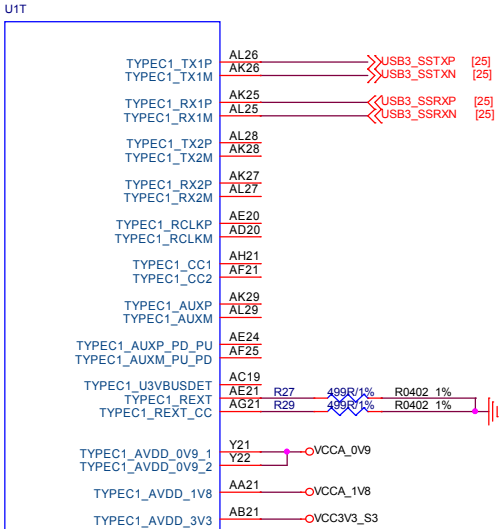 U1T
TYPEC1_TX1P AL26 USB3_SSTXP [25]
TYPEC1_TX1M AK26 USB3_SSTXN [25]
TYPEC1_RX1P AK25 USB3_SSRXP [25]
TYPEC1_RX1M AL25 USB3_SSRXN [25]
TYPEC1_TX2P AL28
TYPEC1_TX2M AK28
TYPEC1_RX2P AK27
TYPEC1_RX2M AL27
TYPEC1_RCLKP AE20
TYPEC1_RCLKM AD20
TYPEC1_CC1 AH21
TYPEC1_CC2 AF21
TYPEC1_AUXP AK29
TYPEC1_AUXM AL29
TYPEC1_AUXP_PD_PU AE24
TYPEC1_AUXM_PU_PD AF25
TYPEC1_U3VBUSDET AC19
TYPEC1_REXT AE21 R27 499R/1% R0402 1%
TYPEC1_REXT_CC AG21 R29 499R/1% R0402 1%
TYPEC1_AVDD_0V9_1 Y21 VCCA_0V9
TYPEC1_AVDD_0V9_2 Y22
TYPEC1_AVDD_1V8 AA21 VCCA_1V8
TYPEC1_AVDD_3V3 AB21 VCC3V3_S3